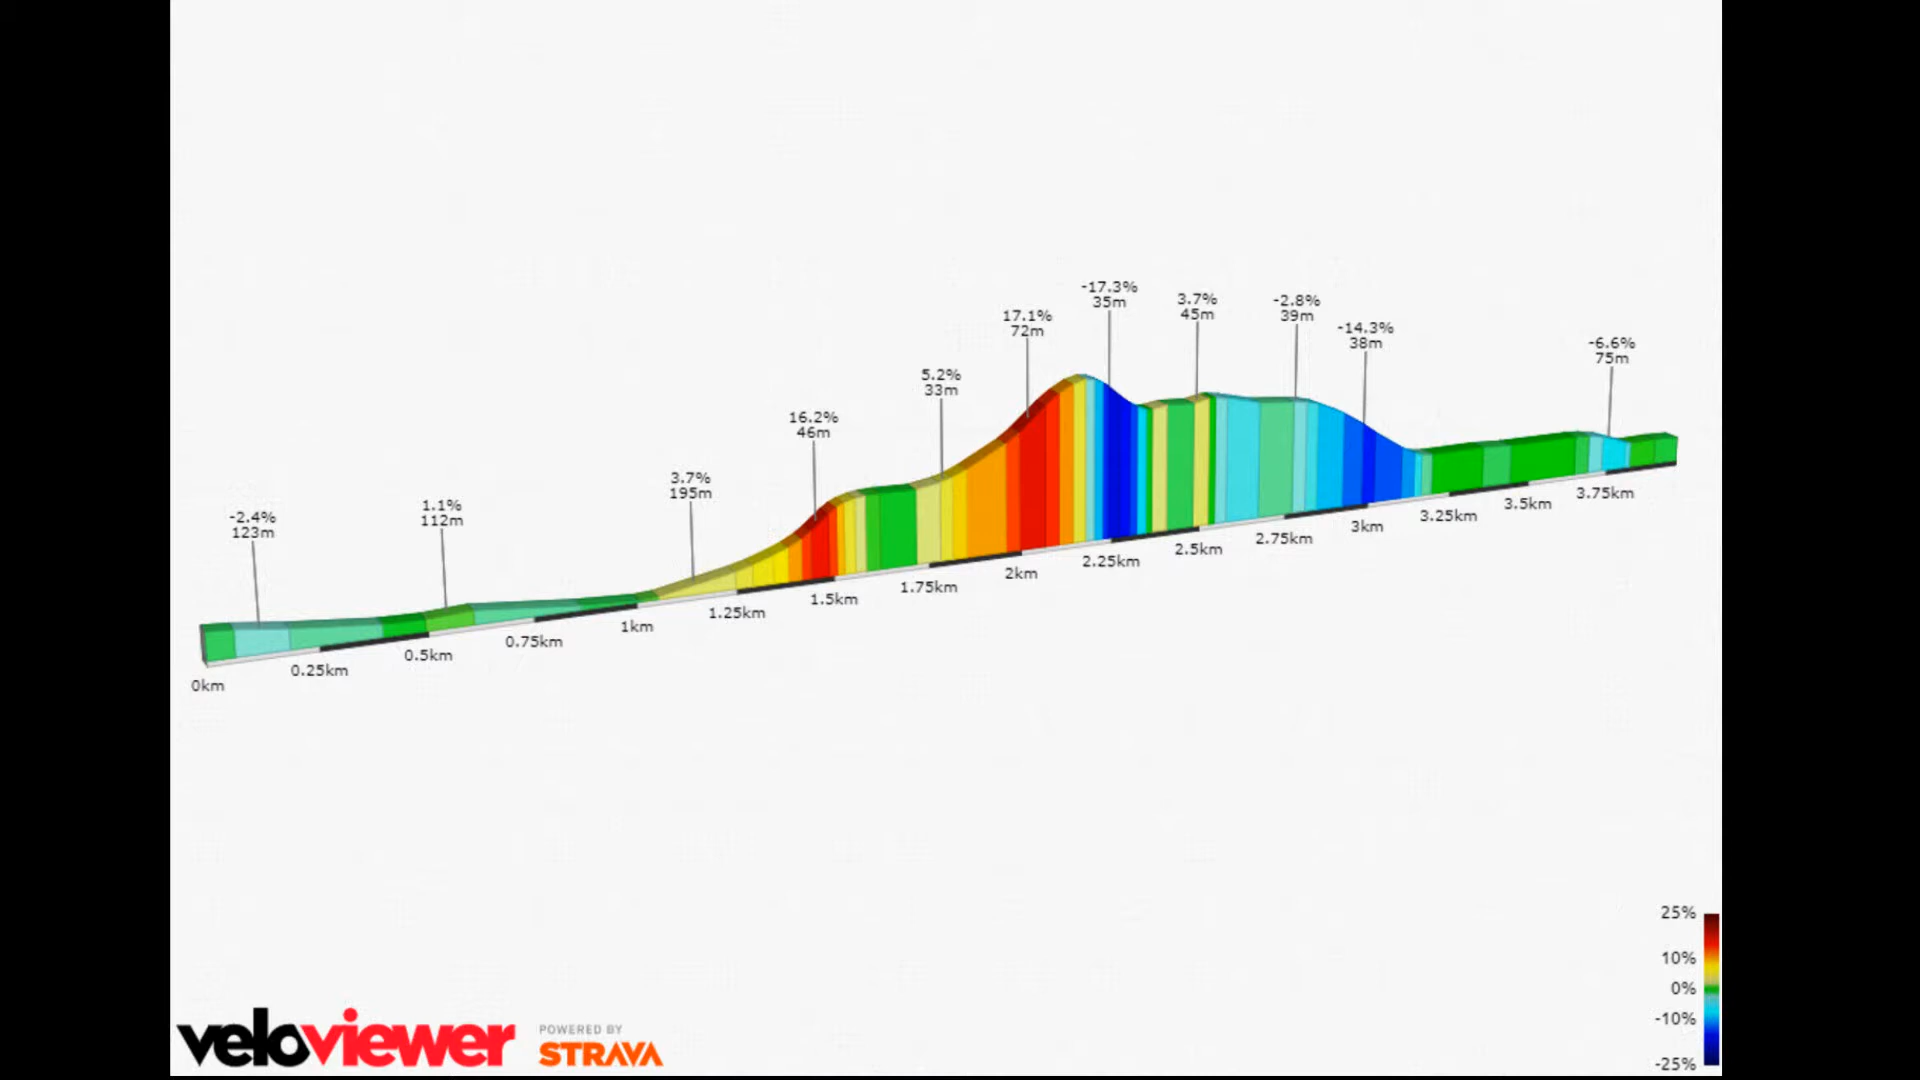 -17.3%
35m
3.7%
45m
-2.8%
39m
17.1%
72m
-14.3%
38m
-6.6%
75m
5.2%
33m
16.2%
46m
3.7%
195m
1.1%
112m
-2.4%
123m
0km
0.25km
0.5km
0.75km
1km
1.25km
1.5km
1.75km
2km
2.25km
2.5km
2.75km
3km
3.25km
3.5km
3.75km
25%
10%
0%
-10%
-25%
veloviewer
POWERED BY
STRAVA